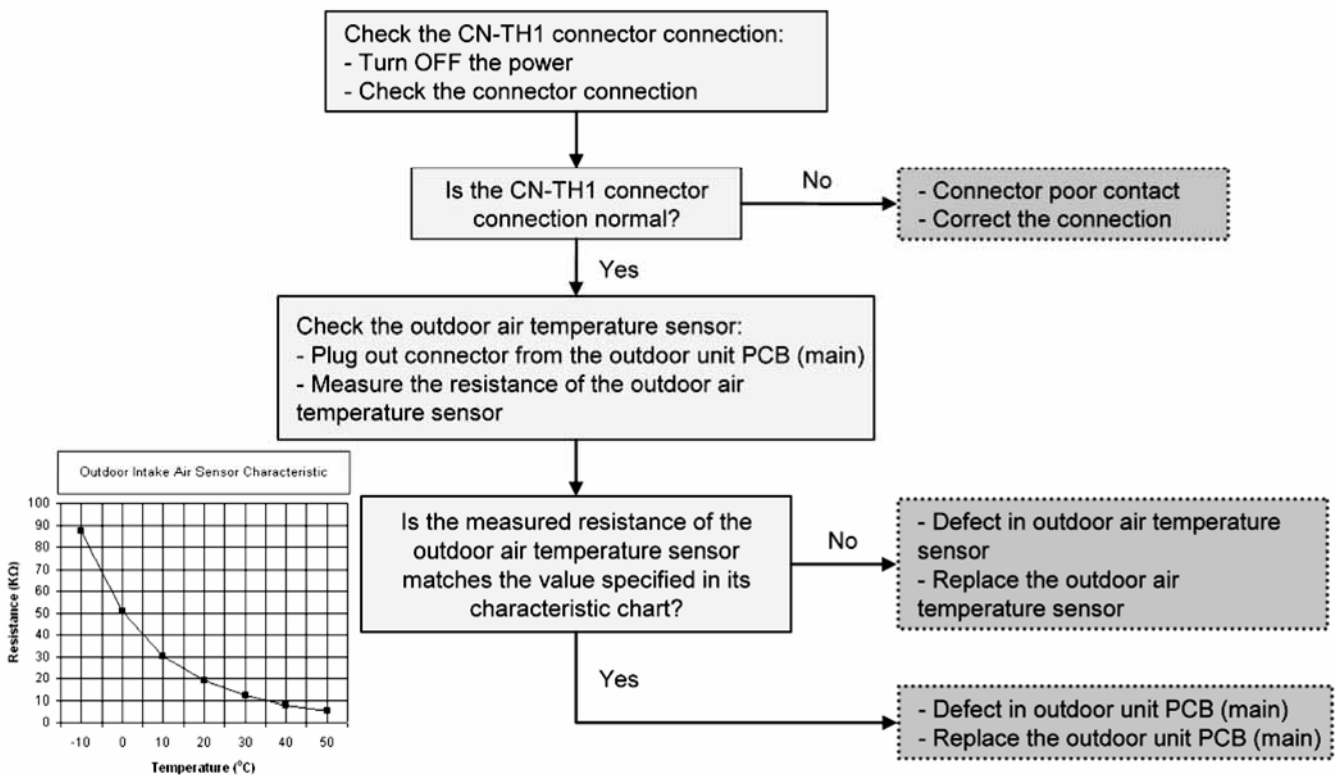 Check the CN-TH1 connector connection:
- Turn OFF the power
- Check the connector connection
Is the CN-TH1 connector
connection normal?
No
- Connector poor contact
- Correct the connection
Yes
Check the outdoor air temperature sensor:
- Plug out connector from the outdoor unit PCB (main)
- Measure the resistance of the outdoor air
temperature sensor
Outdoor Intake Air Sensor Characteristic
Resistance (KΩ)
100
90
80
70
60
50
40
30
20
10
0
-10 0 10 20 30 40 50
Temperature (°C)
Is the measured resistance of the
outdoor air temperature sensor
matches the value specified in its
characteristic chart?
No
- Defect in outdoor air temperature
sensor
- Replace the outdoor air
temperature sensor
Yes
- Defect in outdoor unit PCB (main)
- Replace the outdoor unit PCB (main)